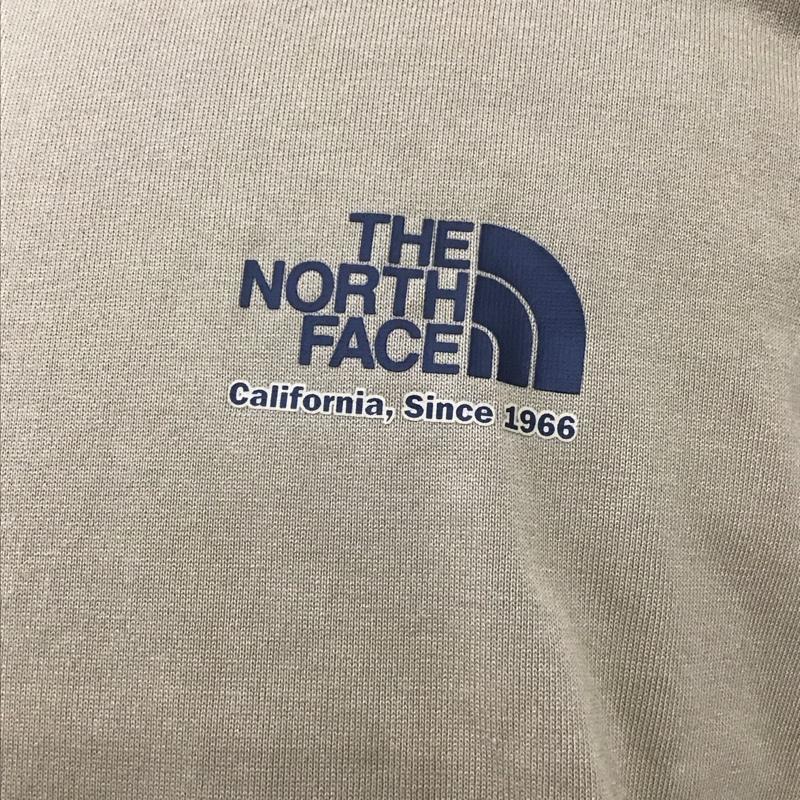 THE
NORTH
FACE
California, Since 1966